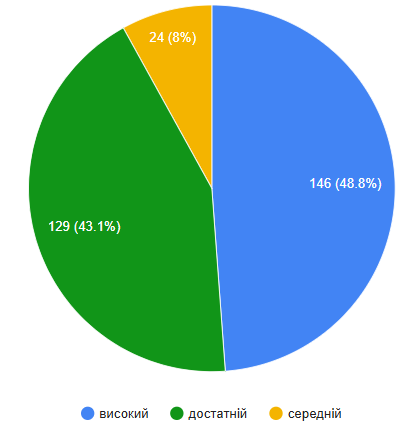 24 (8%)
146 (48.8%)
129 (43.1%)
високий достатній середній